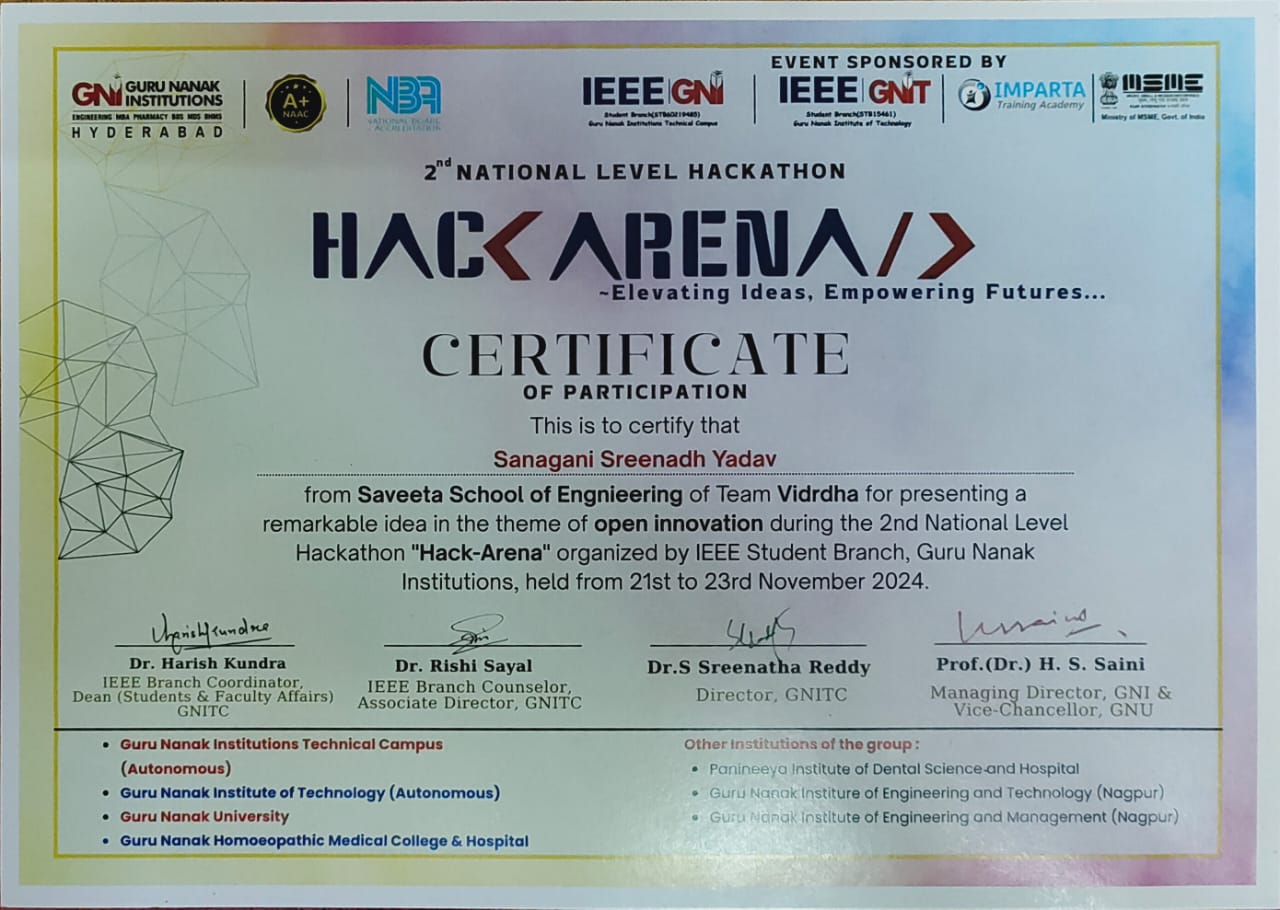 GNI GURU NANAK INSTITUTIONS
ENGINEERING MBA PHARMACY BDS MDS BHMS
HYDERABAD
A+
NAAC
NBA
NATIONAL BOARD
of ACCREDITATION
IEEE GNI
Student Branch(STB60219485)
Guru Nanak Institutions Technical Campus
EVENT SPONSORED BY
IEEE GNIT
Student Branch(STB15461)
Guru Nanak Institute of Technology
IMPARTA
Training Academy
MSME
Ministry of MSME, Govt. of India
2nd NATIONAL LEVEL HACKATHON
HAC< ARENA/>
~Elevating Ideas, Empowering Futures...
CERTIFICATE
OF PARTICIPATION
This is to certify that
Sanagani Sreenadh Yadav
from Saveeta School of Engnieering of Team Vidrdha for presenting a
remarkable idea in the theme of open innovation during the 2nd National Level
Hackathon "Hack-Arena" organized by IEEE Student Branch, Guru Nanak
Institutions, held from 21st to 23rd November 2024.
Dr. Harish Kundra
IEEE Branch Coordinator,
Dean (Students & Faculty Affairs)
GNITC
Dr. Rishi Sayal
IEEE Branch Counselor,
Associate Director, GNITC
Dr.S Sreenatha Reddy
Director, GNITC
Prof.(Dr.) H. S. Saini
Managing Director, GNI &
Vice-Chancellor, GNU
• Guru Nanak Institutions Technical Campus
(Autonomous)
• Guru Nanak Institute of Technology (Autonomous)
• Guru Nanak University
• Guru Nanak Homoeopathic Medical College & Hospital
Other Institutions of the group :
• Panineeya Institute of Dental Science and Hospital
• Guru Nanak Institure of Engineering and Technology (Nagpur)
• Guru Nanak Institute of Engineering and Management (Nagpur)